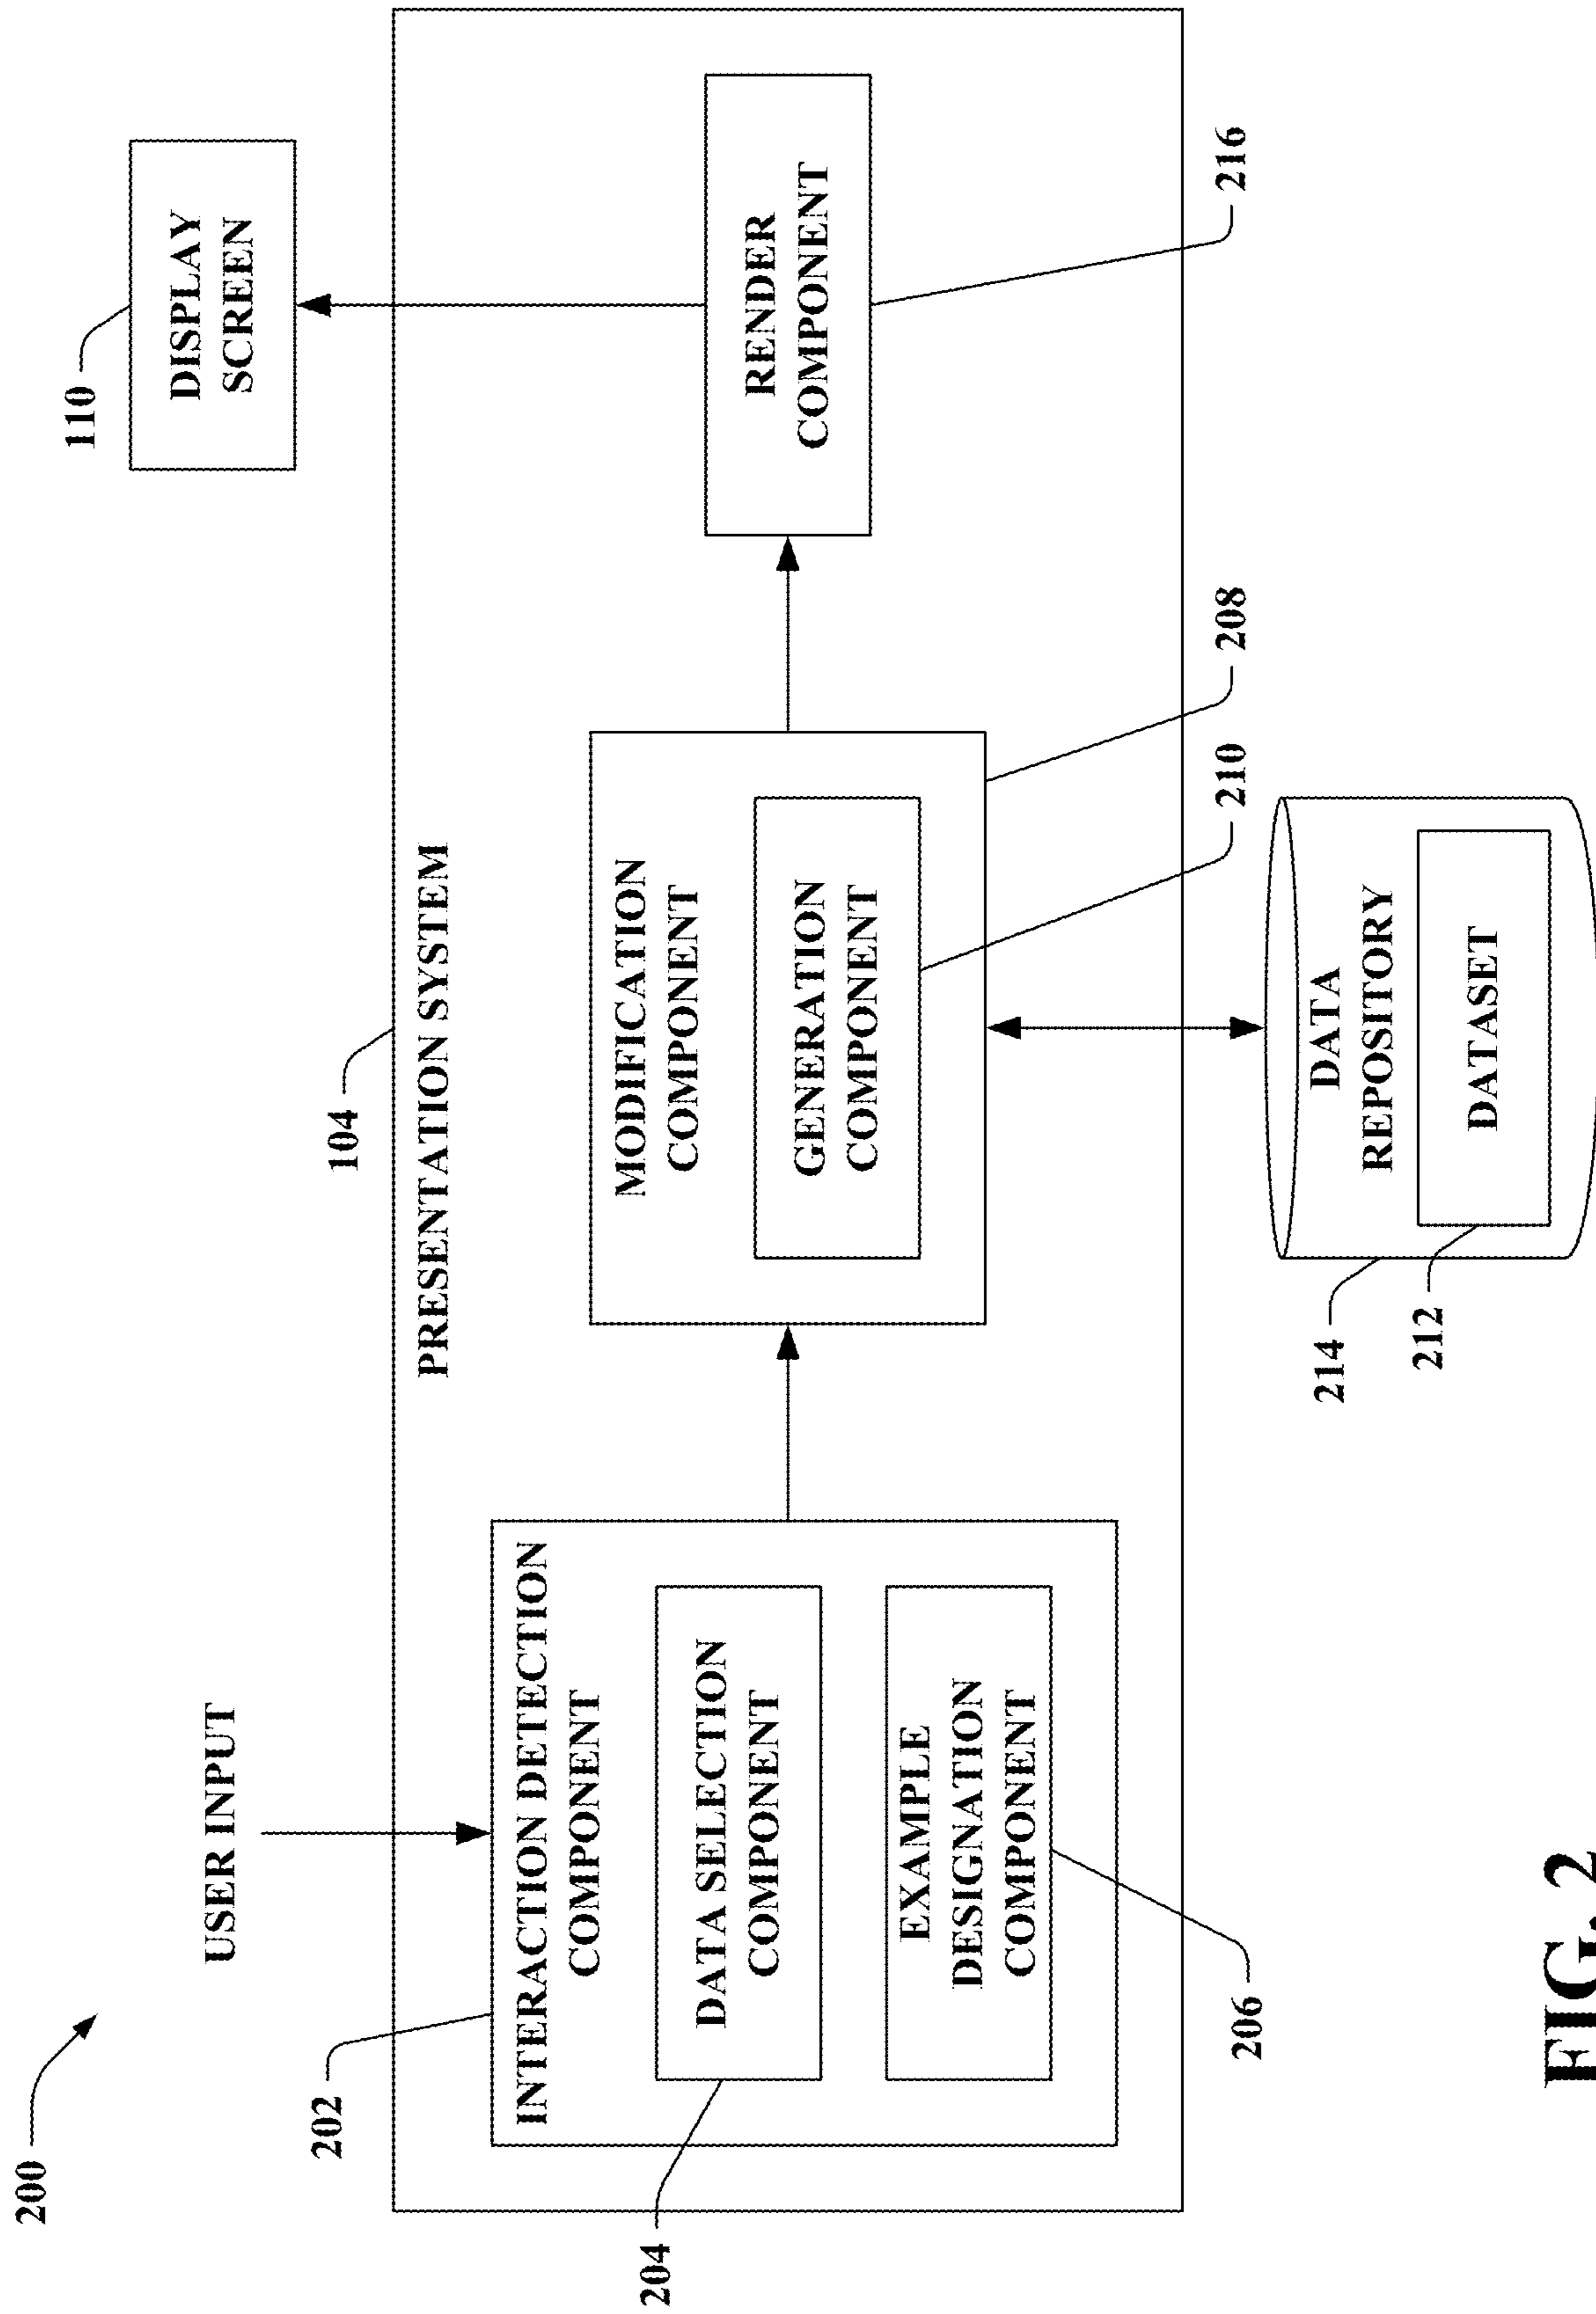 200
USER INPUT
110
DISPLAY
SCREEN
104
PRESENTATION SYSTEM
202
INTERACTION DETECTION
COMPONENT
204
DATA SELECTION
COMPONENT
EXAMPLE
DESIGNATION
COMPONENT
206
MODIFICATION
COMPONENT
GENERATION
COMPONENT
208
210
RENDER
COMPONENT
216
DATA
REPOSITORY
DATASET
214
212
FIG. 2